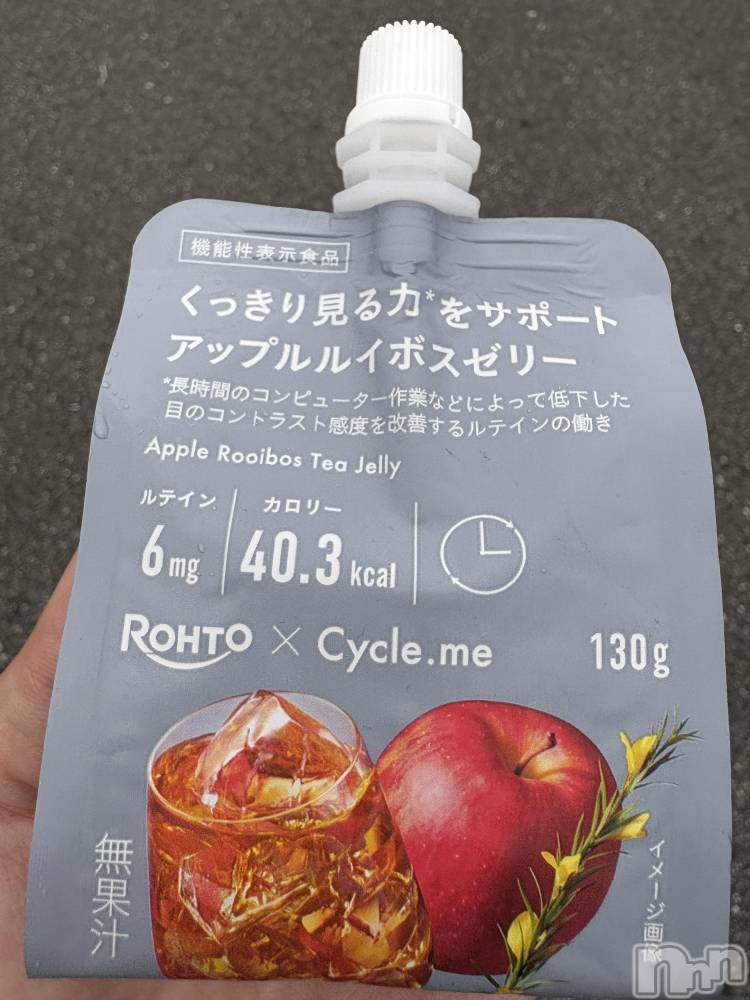 機能性表示食品
くっきり見る力*をサポート
アップルルイボスゼリー
*長時間のコンピューター作業などによって低下した
目のコントラスト感度を改善するルテインの働き
Apple Rooibos Tea Jelly
ルテイン
6mg
カロリー
40.3 kcal
ROHTO × Cycle.me
130g
無果汁
イメージ画像
nnn